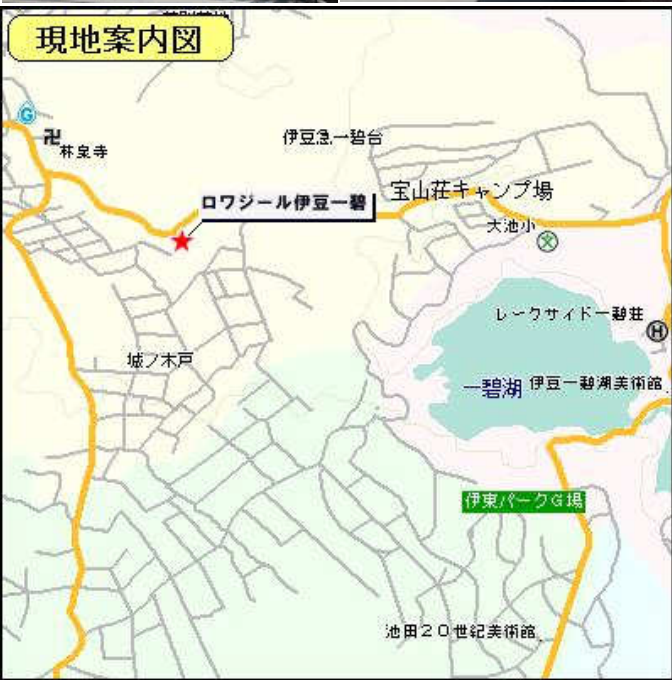 現地案内図
G
卍
林泉寺
伊豆急一碧台
ロワジール伊豆一碧
宝山荘キャンプ場
大池小
文
レークサイド一碧荘
H
城ノ木戸
一碧湖
伊豆一碧湖美術館
伊東パークG場
池田20世紀美術館